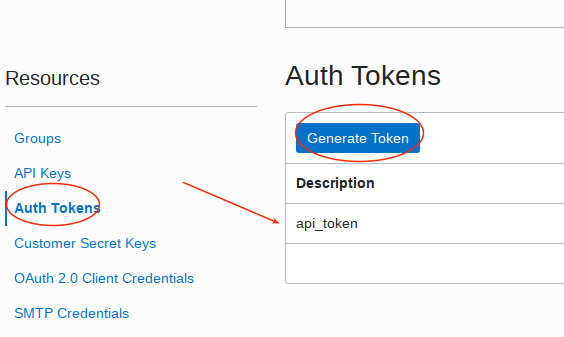 Resources
Groups
API Keys
Auth Tokens
Customer Secret Keys
OAuth 2.0 Client Credentials
SMTP Credentials
Auth Tokens
Generate Token
Description
api_token